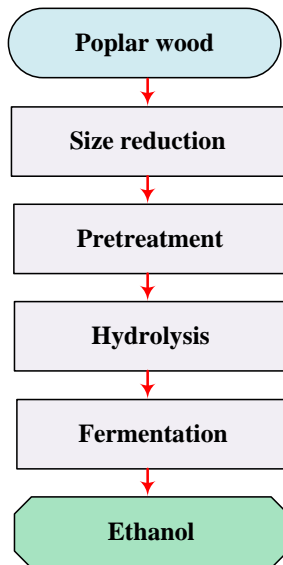 Poplar wood
Size reduction
Pretreatment
Hydrolysis
Fermentation
Ethanol